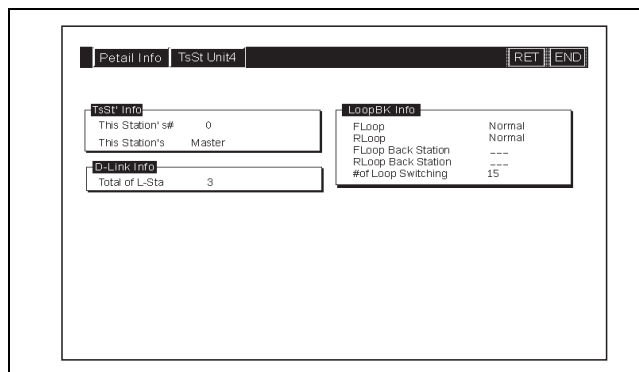 Petail Info TsSt Unit4 RET END
TsSt' Info
This Station's# 0
This Station's Master
D-Link Info
Total of L-Sta 3
LoopBK Info
FLoop Normal
RLoop Normal
FLoop Back Station ---
RLoop Back Station ---
#of Loop Switching 15